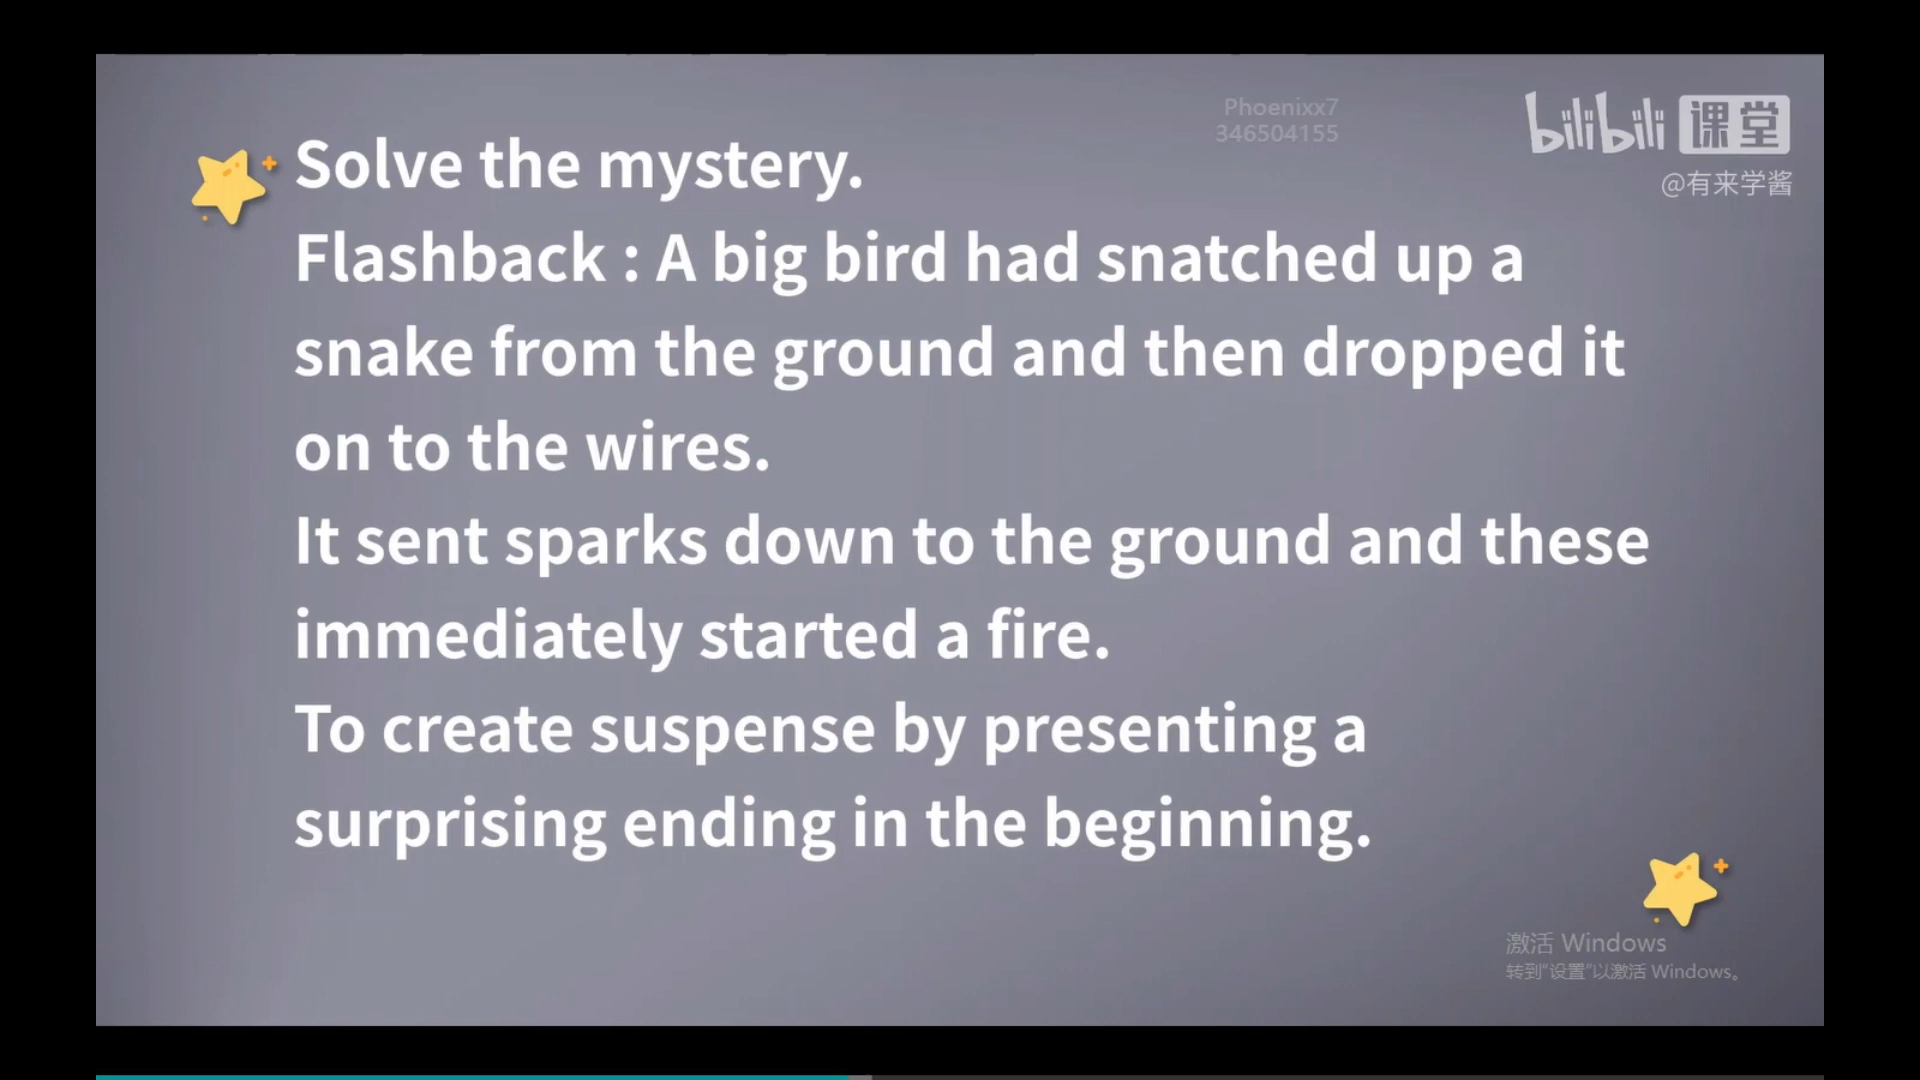 Phoenixx7
346504155
bilibili 课堂
@有来学酱
Solve the mystery.
Flashback : A big bird had snatched up a
snake from the ground and then dropped it
on to the wires.
It sent sparks down to the ground and these
immediately started a fire.
To create suspense by presenting a
surprising ending in the beginning.
激活 Windows
转到“设置”以激活 Windows。